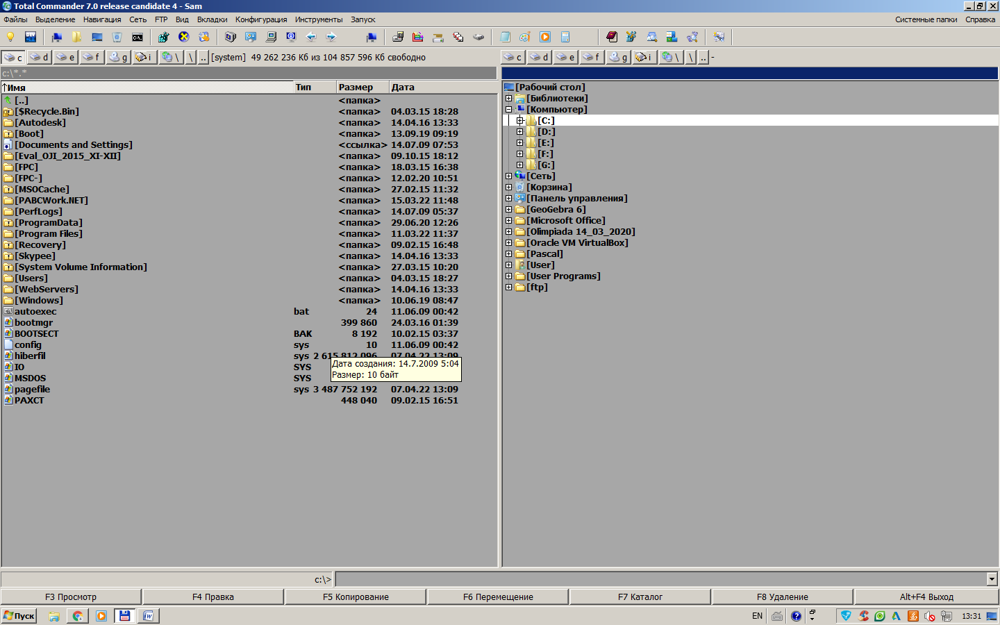 Total Commander 7.0 release candidate 4 - Sam
Файлы Выделение Навигация Сеть FTP Вид Вкладки Конфигурация Инструменты Запуск Системные папки Справка
c d e f g i \ \ .. [system] 49 262 236 Кб из 104 857 596 Кб свободно c d e f g i \ \ .. -
c:\*.*
↑Имя Тип Размер Дата
[..] <папка>
[$Recycle.Bin] <папка> 04.03.15 18:28
[Autodesk] <папка> 14.04.16 13:33
[Boot] <папка> 13.09.19 09:19
[Documents and Settings] <ссылка> 14.07.09 07:53
[Eval_OJI_2015_XI-XII] <папка> 09.10.15 18:12
[FPC] <папка> 18.03.15 16:38
[FPC-] <папка> 12.02.20 10:51
[MSOCache] <папка> 27.02.15 11:32
[PABCWork.NET] <папка> 15.03.22 11:48
[PerfLogs] <папка> 14.07.09 05:37
[ProgramData] <папка> 29.06.20 12:26
[Program Files] <папка> 11.03.22 11:37
[Recovery] <папка> 09.02.15 16:48
[Skypee] <папка> 14.04.16 13:33
[System Volume Information] <папка> 27.03.15 10:20
[Users] <папка> 04.03.15 18:27
[WebServers] <папка> 14.04.16 13:33
[Windows] <папка> 10.06.19 08:47
autoexec bat 24 11.06.09 00:42
bootmgr 399 860 24.03.16 01:39
BOOTSECT BAK 8 192 10.02.15 03:37
config sys 10 11.06.09 00:42
hiberfil sys 2 615 812 096 07.04.22 13:09
IO SYS
MSDOS SYS
Дата создания: 14.7.2009 5:04
Размер: 10 байт
pagefile sys 3 487 752 192 07.04.22 13:09
PAXCT 448 040 09.02.15 16:51
[Рабочий стол]
[Библиотеки]
[Компьютер]
[C:]
[D:]
[E:]
[F:]
[G:]
[Сеть]
[Корзина]
[Панель управления]
[GeoGebra 6]
[Microsoft Office]
[Olimpiada 14_03_2020]
[Oracle VM VirtualBox]
[Pascal]
[User]
[User Programs]
[ftp]
c:\>
F3 Просмотр F4 Правка F5 Копирование F6 Перемещение F7 Каталог F8 Удаление Alt+F4 Выход
Пуск EN 13:31